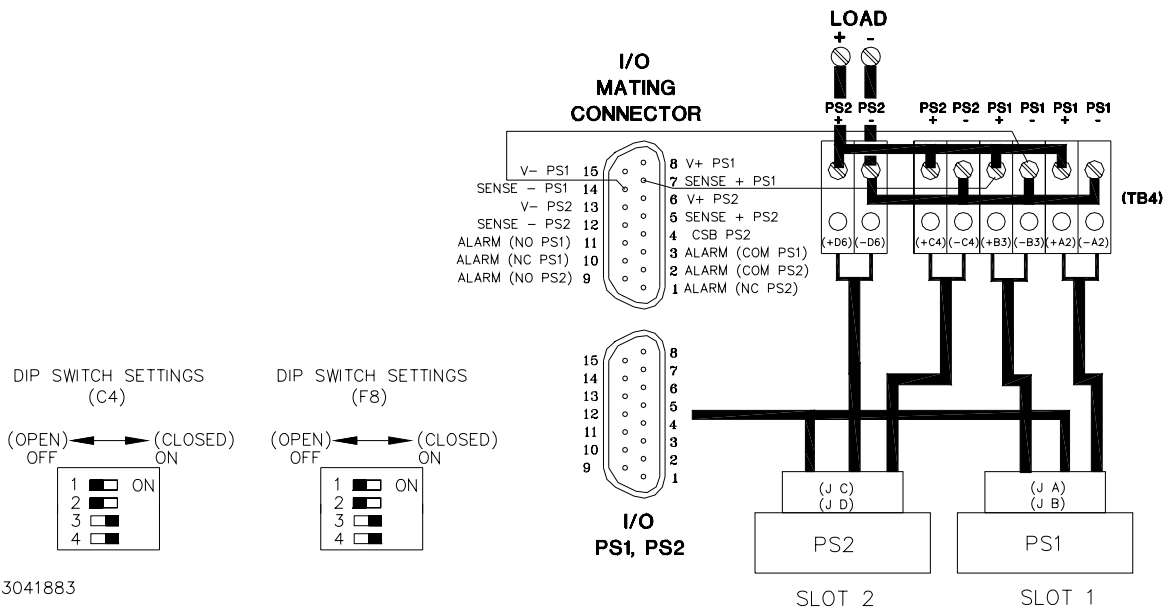 LOAD
+ -
I/O
MATING
CONNECTOR
PS2 PS2 PS2 PS2 PS1 PS1 PS1 PS1
+ - + - + - + -
V- PS1 15
SENSE - PS1 14
V- PS2 13
SENSE - PS2 12
ALARM (NO PS1) 11
ALARM (NC PS1) 10
ALARM (NO PS2) 9
8 V+ PS1
7 SENSE + PS1
6 V+ PS2
5 SENSE + PS2
4 CSB PS2
3 ALARM (COM PS1)
2 ALARM (COM PS2)
1 ALARM (NC PS2)
(TB4)
(+D6) (-D6) (+C4) (-C4) (+B3) (-B3) (+A2) (-A2)
15
14
13
12
11
10
9
8
7
6
5
4
3
2
1
I/O
PS1, PS2
DIP SWITCH SETTINGS
(C4)
(OPEN) (CLOSED)
OFF ON
1 ON
2
3
4
DIP SWITCH SETTINGS
(F8)
(OPEN) (CLOSED)
OFF ON
1 ON
2
3
4
(J C)
(J D)
PS2
SLOT 2
(J A)
(J B)
PS1
SLOT 1
3041883